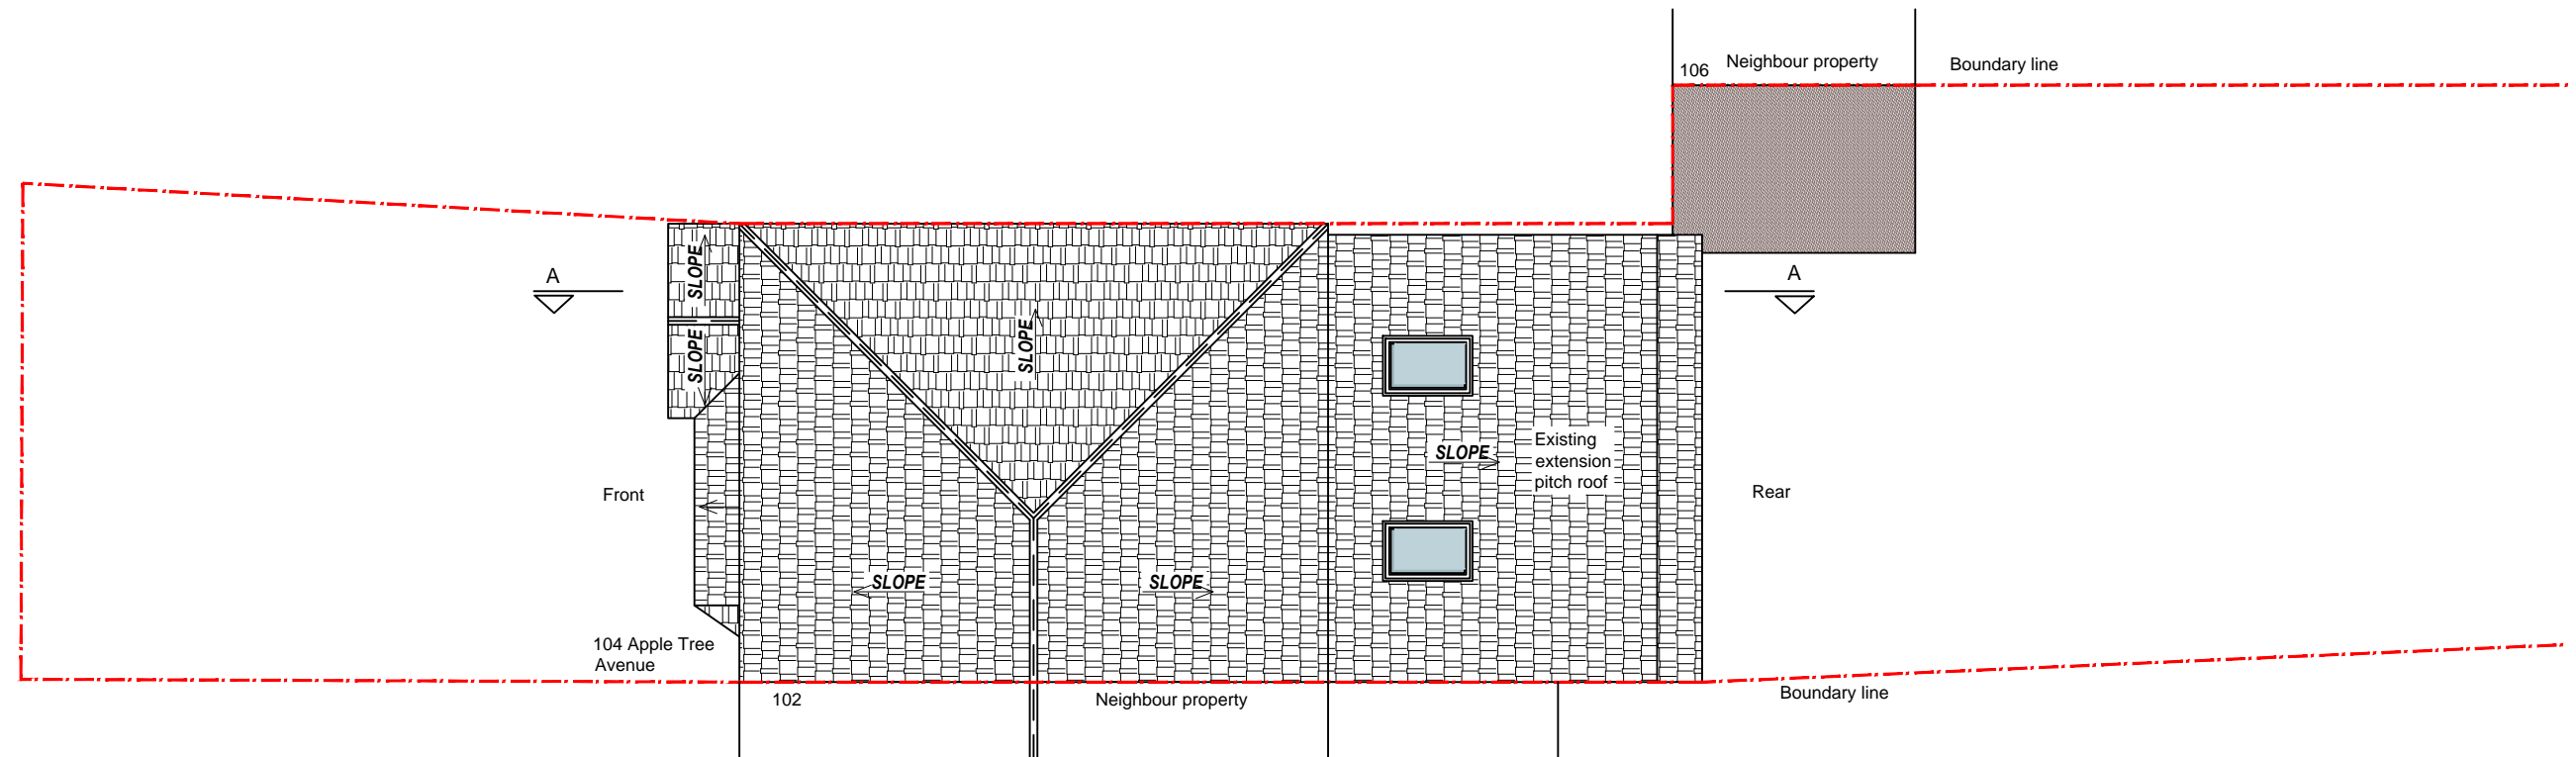 106
Neighbour property
Boundary line
A
A
SLOPE
SLOPE
SLOPE
SLOPE
Existing
extension
pitch roof
Front
Rear
SLOPE
SLOPE
104 Apple Tree
Avenue
102
Neighbour property
Boundary line